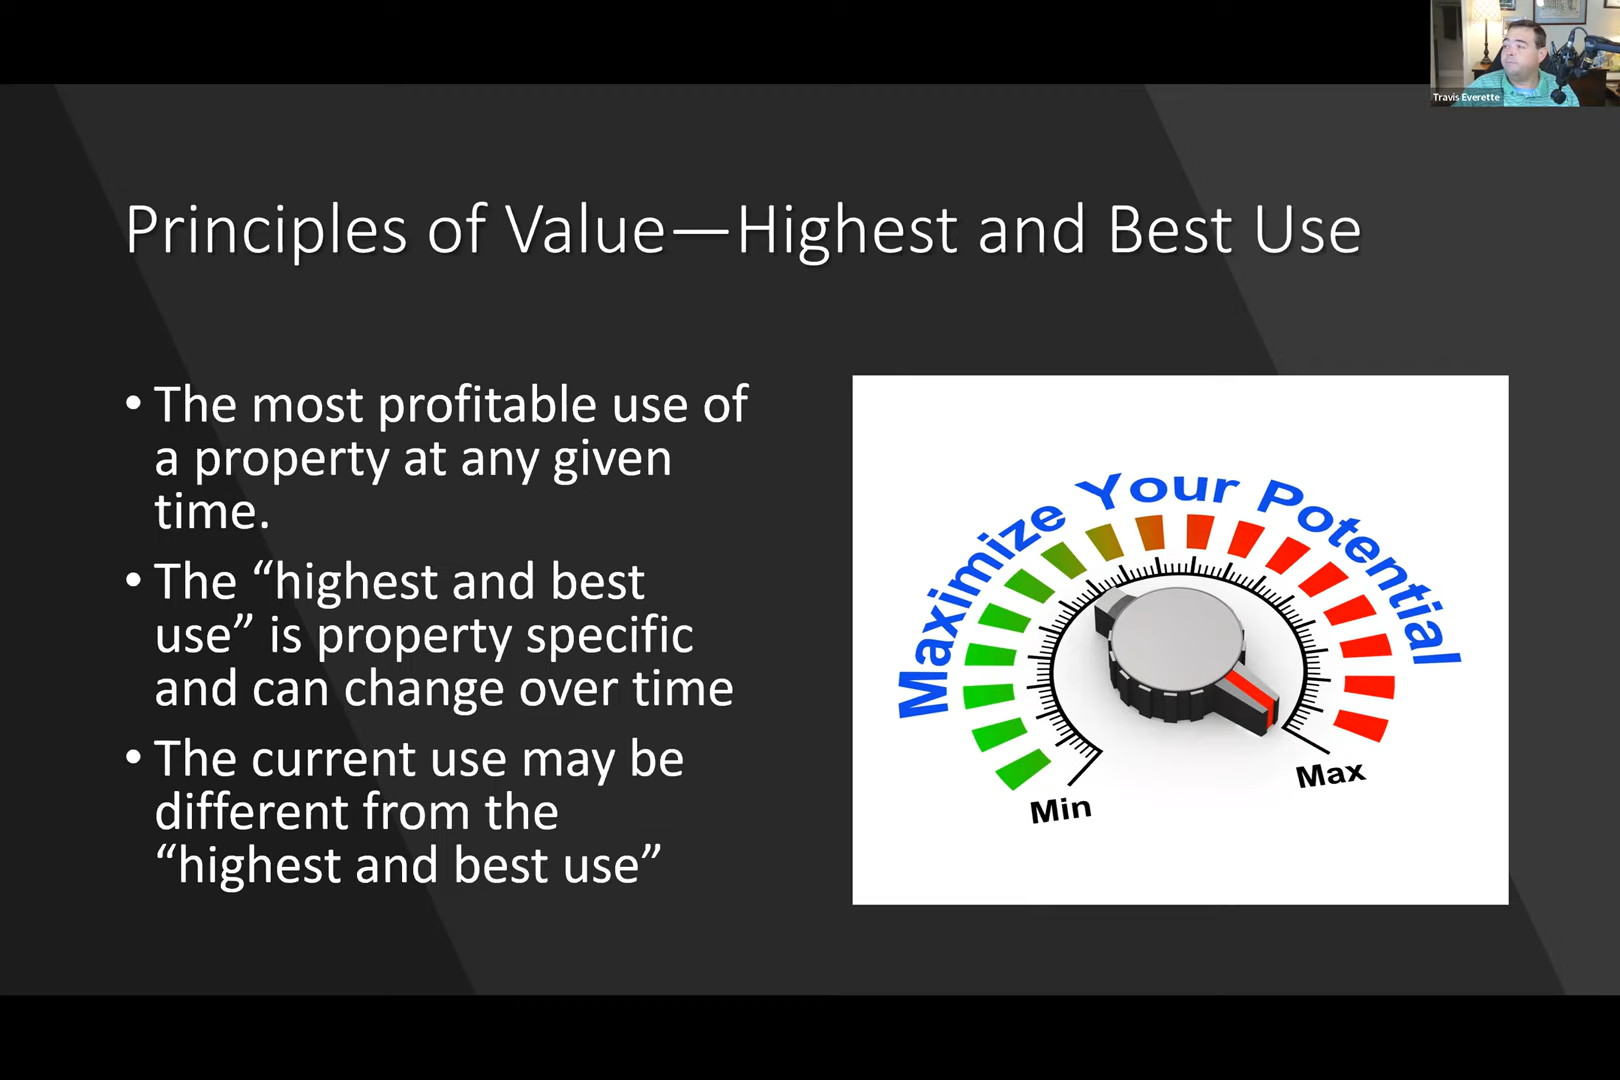 Travis Everette
Principles of Value—Highest and Best Use
• The most profitable use of
a property at any given
time.
• The “highest and best
use” is property specific
and can change over time
• The current use may be
different from the
“highest and best use”
Maximize Your Potential
Min
Max